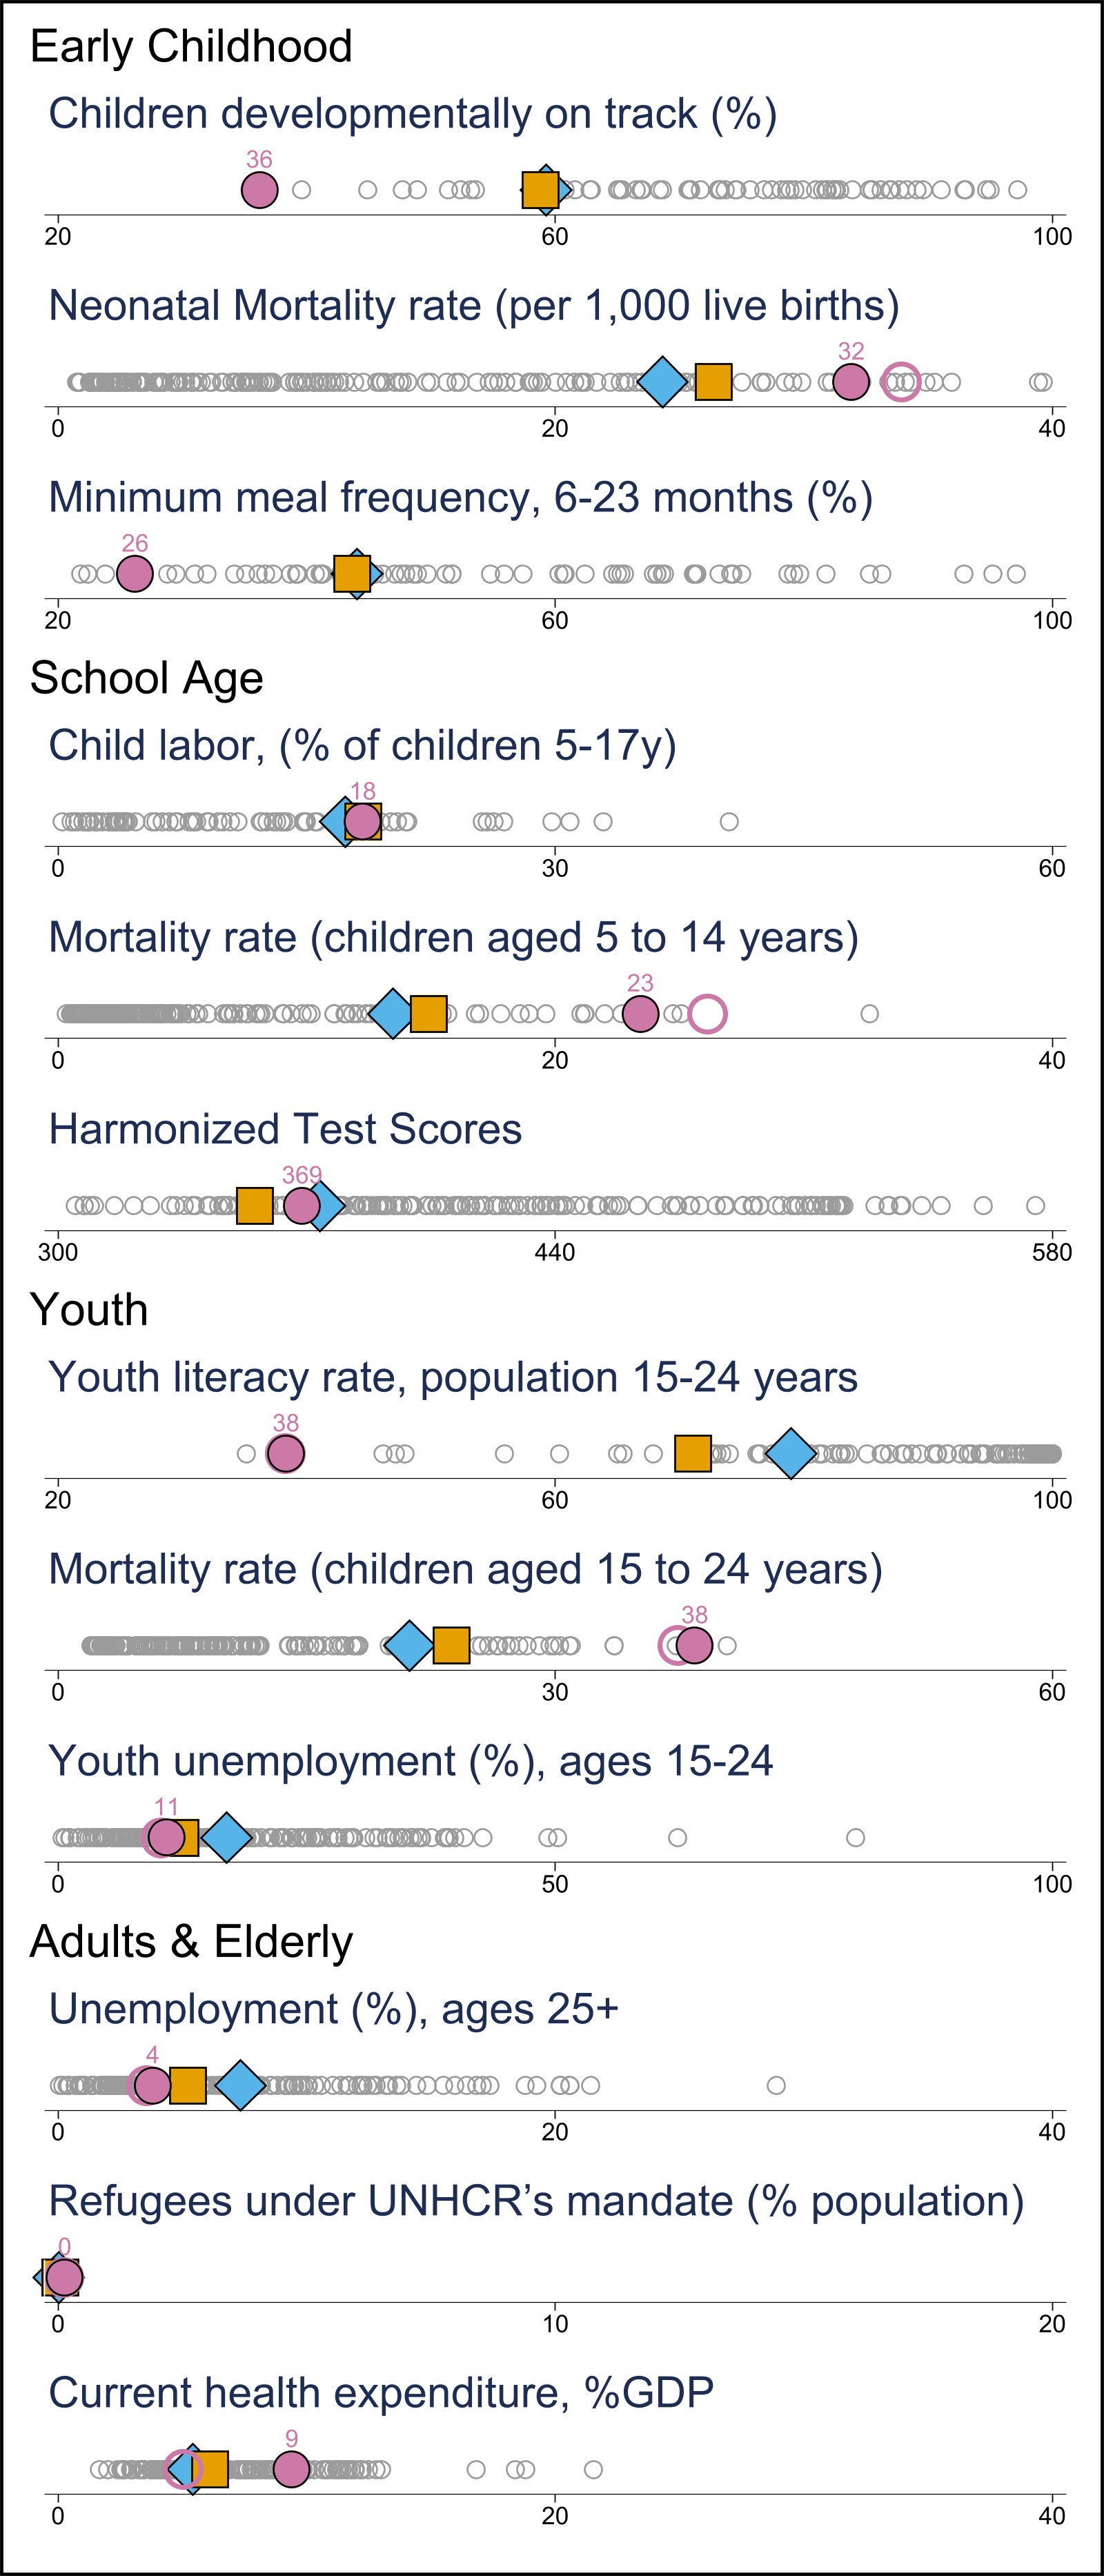 Early Childhood
Children developmentally on track (%)
36
20 60 100
Neonatal Mortality rate (per 1,000 live births)
32
0 20 40
Minimum meal frequency, 6-23 months (%)
26
20 60 100
School Age
Child labor, (% of children 5-17y)
18
0 30 60
Mortality rate (children aged 5 to 14 years)
23
0 20 40
Harmonized Test Scores
369
300 440 580
Youth
Youth literacy rate, population 15-24 years
38
20 60 100
Mortality rate (children aged 15 to 24 years)
38
0 30 60
Youth unemployment (%), ages 15-24
11
0 50 100
Adults & Elderly
Unemployment (%), ages 25+
4
0 20 40
Refugees under UNHCR’s mandate (% population)
0
0 10 20
Current health expenditure, %GDP
9
0 20 40